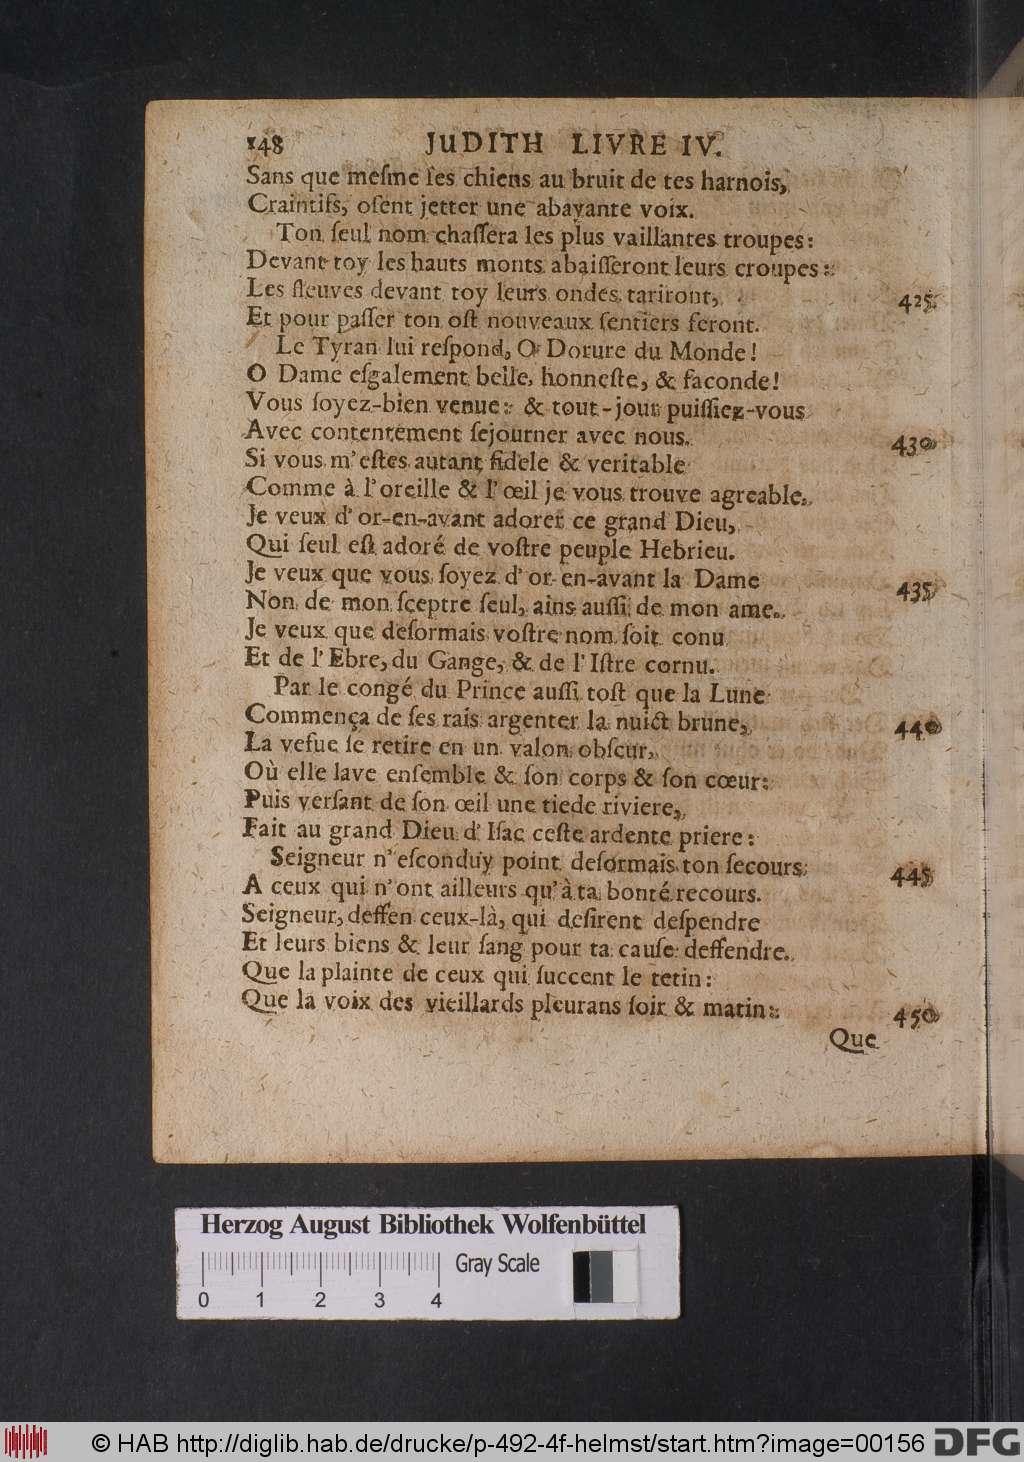 148 JUDITH LIVRE IV.
Sans que meſme ſes chiens au bruit de tes harnois,
Craintifs, oſent jetter une abayante voix.
Ton ſeul nom chaſſera les plus vaillantes troupes:
Devant toy les hauts monts abaiſſeront leurs croupes:
Les fleuves devant toy leurs ondes tariront, 425
Et pour paſſer ton oſt nouveaux ſentiers feront.
Le Tyran lui reſpond, O Dorure du Monde!
O Dame eſgalement belle, honneſte, & faconde!
Vous ſoyez-bien venue: & tout-jour puiſſiez-vous
Avec contentement ſejourner avec nous. 430
Si vous m'eſtes autant fidele & veritable
Comme à l'oreille & l'œil je vous trouve agreable,
Je veux d'or-en-avant adorer ce grand Dieu,
Qui ſeul eſt adoré de voſtre peuple Hebrieu.
Je veux que vous ſoyez d'or-en-avant la Dame 435
Non de mon ſceptre ſeul, ains auſſi de mon ame.
Je veux que deſormais voſtre nom ſoit conu
Et de l'Ebre, du Gange, & de l'Iſtre cornu.
Par le congé du Prince auſſi toſt que la Lune
Commença de ſes rais argenter la nuict brune, 440
La vefue ſe retire en un valon obſcur,
Où elle lave enſemble & ſon corps & ſon cœur:
Puis verſant de ſon œil une tiede riviere,
Fait au grand Dieu d'Iſac ceſte ardente priere:
Seigneur n'eſconduy point deſormais ton ſecours 445
A ceux qui n'ont ailleurs qu'à ta bonté recours.
Seigneur, deffen ceux-là, qui deſirent deſpendre
Et leurs biens & leur ſang pour ta cauſe deffendre.
Que la plainte de ceux qui ſuccent le tetin:
Que la voix des vieillards pleurans ſoir & matin: 450
Que
Herzog August Bibliothek Wolfenbüttel
Gray Scale
0 1 2 3 4
© HAB http://diglib.hab.de/drucke/p-492-4f-helmst/start.htm?image=00156 DFG